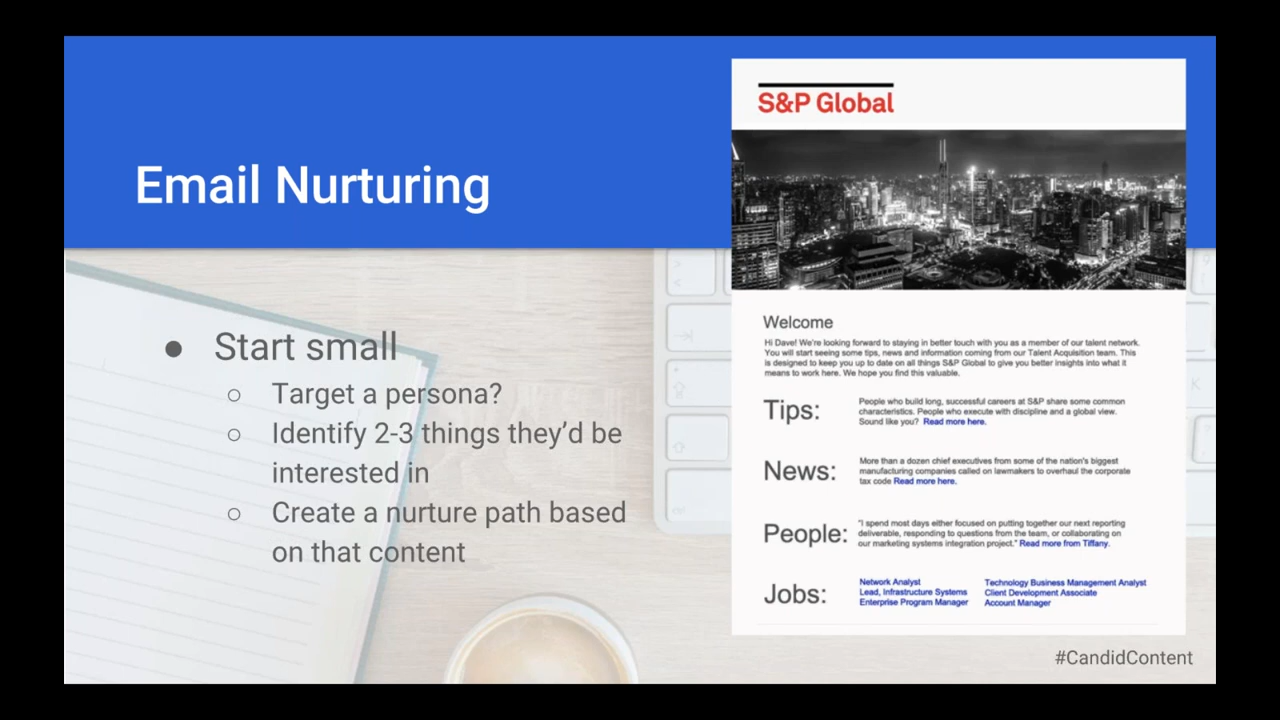 Email Nurturing
● Start small
○ Target a persona?
○ Identify 2-3 things they’d be
interested in
○ Create a nurture path based
on that content
S&P Global
Welcome
Hi Dave! We're looking forward to staying in better touch with you as a member of our talent network.
You will start seeing some tips, news and information coming from our Talent Acquisition team. This
is designed to keep you up to date on all things S&P Global to give you better insights into what it
means to work here. We hope you find this valuable.
Tips:
People who build long, successful careers at S&P share some common
characteristics. People who execute with discipline and a global view.
Sound like you? Read more here.
News:
More than a dozen chief executives from some of the nation's biggest
manufacturing companies called on lawmakers to overhaul the corporate
tax code Read more here.
People:
"I spend most days either focused on putting together our next reporting
deliverable, responding to questions from the team, or collaborating on
our marketing systems integration project." Read more from Tiffany.
Jobs:
Network Analyst
Lead, Infrastructure Systems
Enterprise Program Manager
Technology Business Management Analyst
Client Development Associate
Account Manager
#CandidContent